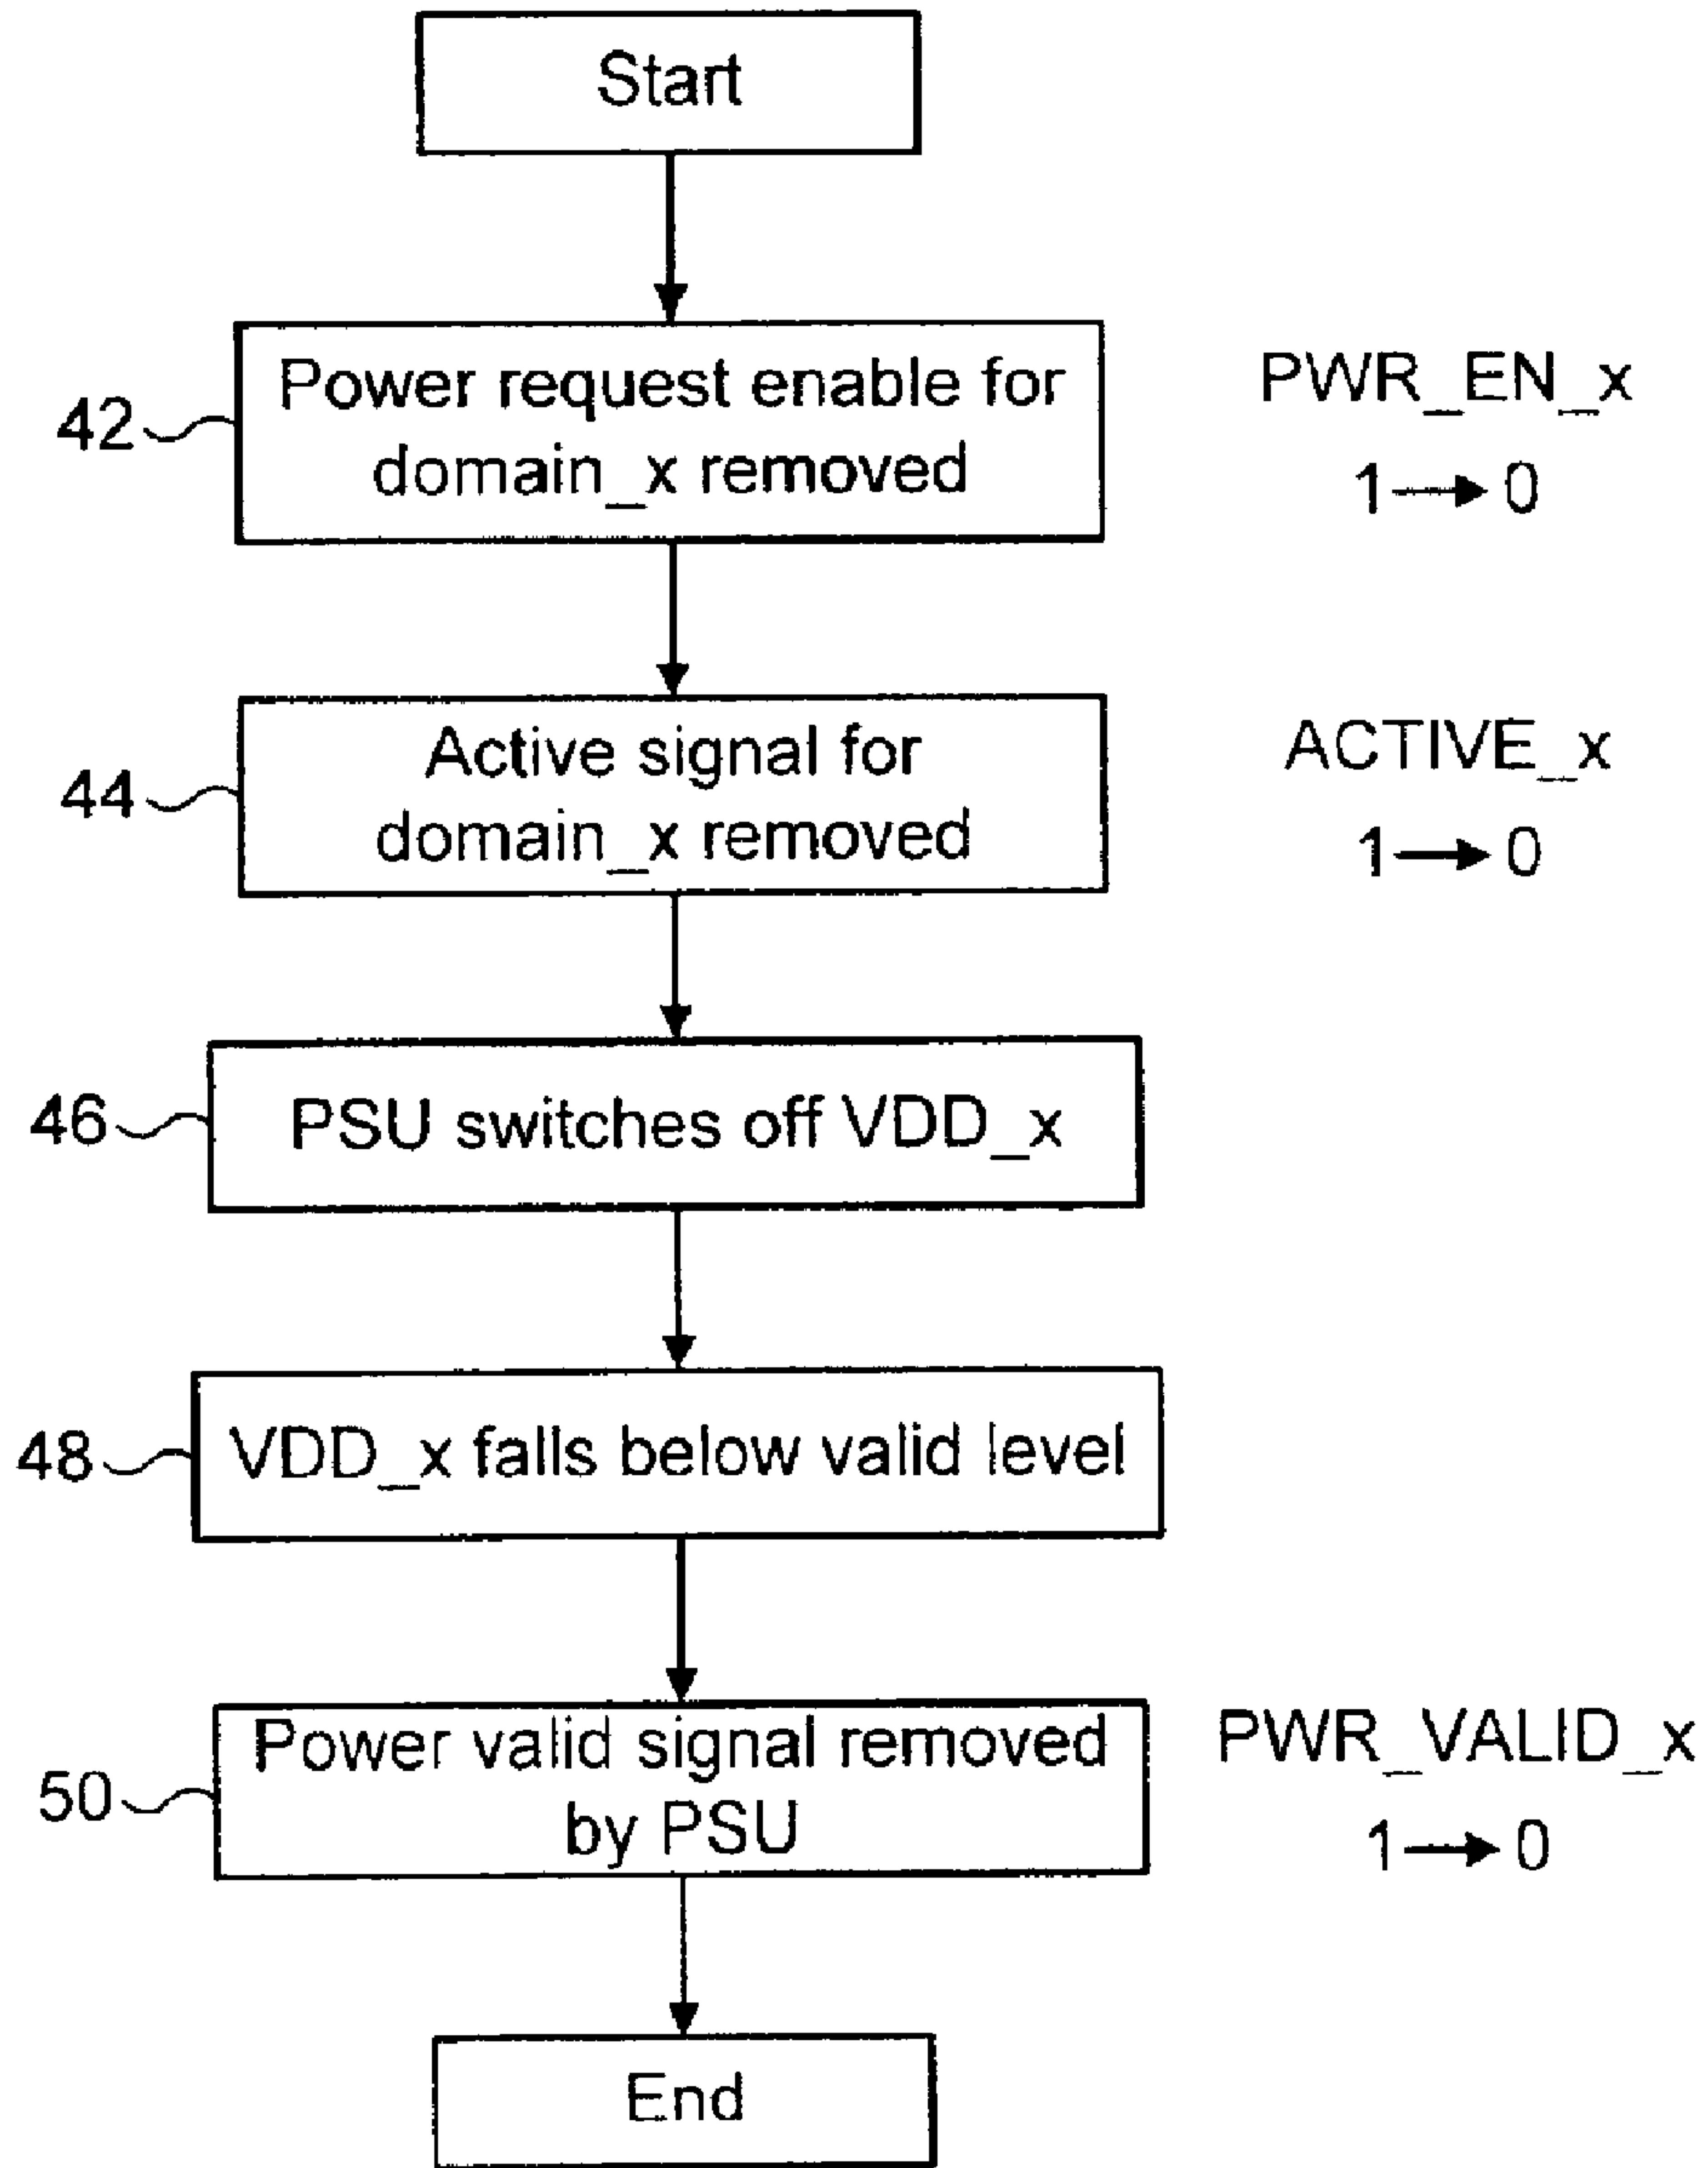 Start
42
Power request enable for
domain_x removed
PWR_EN_x
1 → 0
44
Active signal for
domain_x removed
ACTIVE_x
1 → 0
46
PSU switches off VDD_x
48
VDD_x falls below valid level
50
Power valid signal removed
by PSU
PWR_VALID_x
1 → 0
End